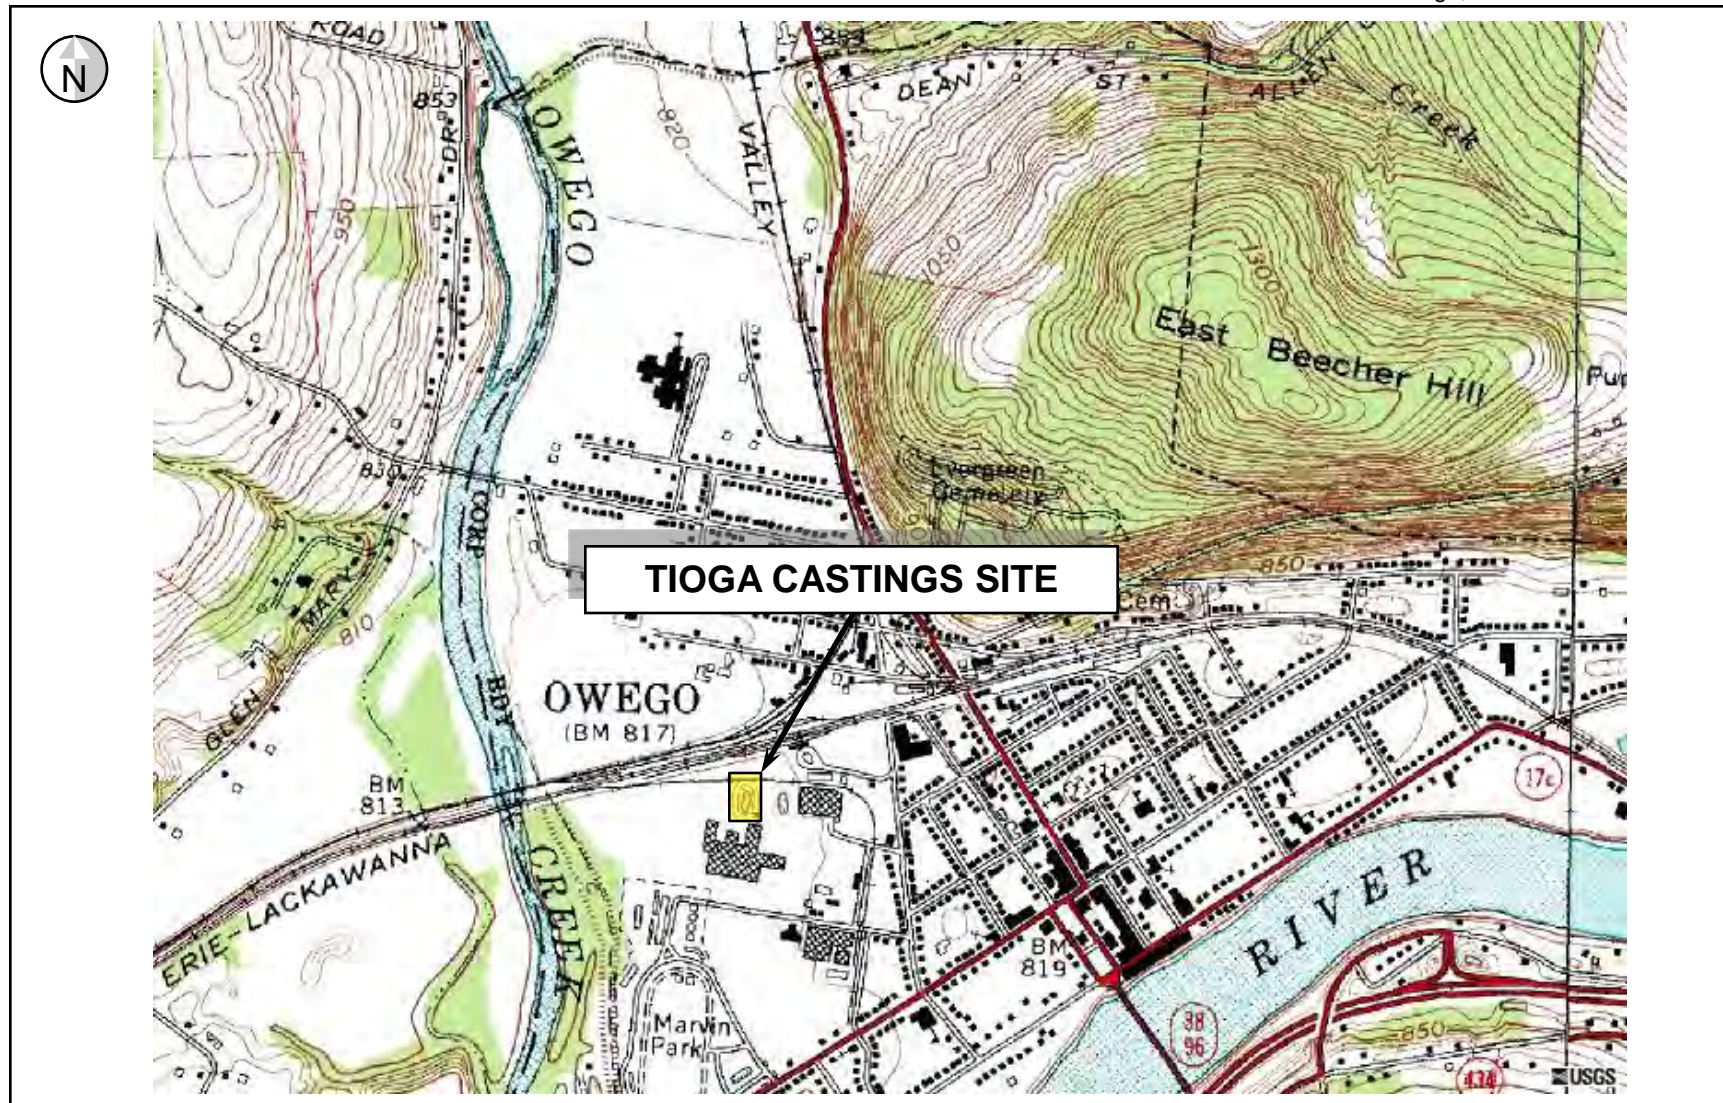 N
ROAD
884
DEAN
ST
ALLEN
Creek
853
DR
OWEGO
820
VALLEY
950
1050
1300
East Beecher Hill
830
Evergreen
Cemetery
CORP
TIOGA CASTINGS SITE
850
Cem
MARY
810
GLEN
BDY
OWEGO
(BM 817)
BM
813
17c
ERIE-LACKAWANNA
CREEK
RIVER
BM
819
Marvin
Park
38
96
850
434
USGS